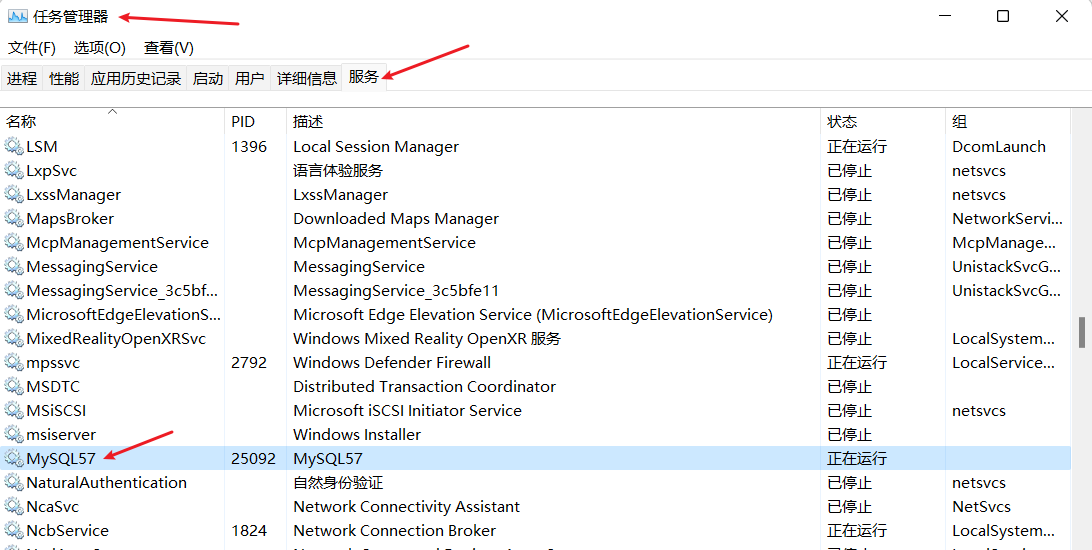 任务管理器
文件(F) 选项(O) 查看(V)
进程 性能 应用历史记录 启动 用户 详细信息 服务
名称 PID 描述 状态 组
LSM 1396 Local Session Manager 正在运行 DcomLaunch
LxpSvc 语言体验服务 已停止 netsvcs
LxssManager LxssManager 已停止 netsvcs
MapsBroker Downloaded Maps Manager 已停止 NetworkServi...
McpManagementService McpManagementService 已停止 McpManage...
MessagingService MessagingService 已停止 UnistackSvcG...
MessagingService_3c5bf... MessagingService_3c5bfe11 已停止 UnistackSvcG...
MicrosoftEdgeElevationS... Microsoft Edge Elevation Service (MicrosoftEdgeElevationService) 已停止
MixedRealityOpenXRSvc Windows Mixed Reality OpenXR 服务 已停止 LocalSystem...
mpssvc 2792 Windows Defender Firewall 正在运行 LocalService...
MSDTC Distributed Transaction Coordinator 已停止
MSiSCSI Microsoft iSCSI Initiator Service 已停止 netsvcs
msiserver Windows Installer 已停止
MySQL57 25092 MySQL57 正在运行
NaturalAuthentication 自然身份验证 已停止 netsvcs
NcaSvc Network Connectivity Assistant 已停止 NetSvcs
NcbService 1824 Network Connection Broker 正在运行 LocalSystem...